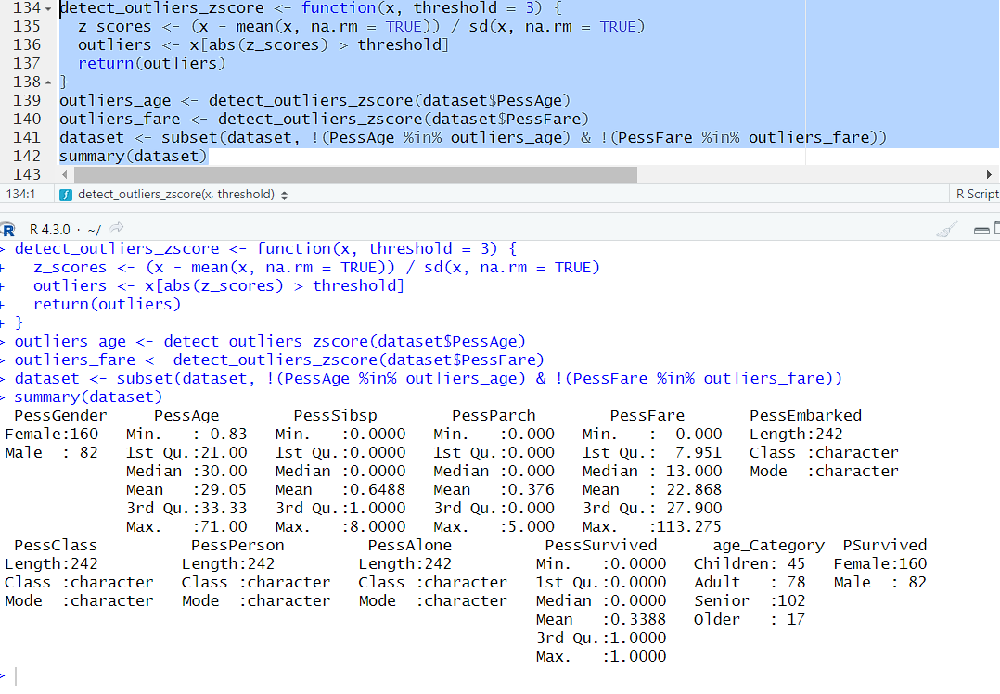 134 detect_outliers_zscore <- function(x, threshold = 3) {
135   z_scores <- (x - mean(x, na.rm = TRUE)) / sd(x, na.rm = TRUE)
136   outliers <- x[abs(z_scores) > threshold]
137   return(outliers)
138 }
139 outliers_age <- detect_outliers_zscore(dataset$PessAge)
140 outliers_fare <- detect_outliers_zscore(dataset$PessFare)
141 dataset <- subset(dataset, !(PessAge %in% outliers_age) & !(PessFare %in% outliers_fare))
142 summary(dataset)
143
134:1 detect_outliers_zscore(x, threshold) R Script
R R 4.3.0 · ~/
> detect_outliers_zscore <- function(x, threshold = 3) {
+   z_scores <- (x - mean(x, na.rm = TRUE)) / sd(x, na.rm = TRUE)
+   outliers <- x[abs(z_scores) > threshold]
+   return(outliers)
+ }
> outliers_age <- detect_outliers_zscore(dataset$PessAge)
> outliers_fare <- detect_outliers_zscore(dataset$PessFare)
> dataset <- subset(dataset, !(PessAge %in% outliers_age) & !(PessFare %in% outliers_fare))
> summary(dataset)
 PessGender     PessAge        PessSibsp        PessParch        PessFare       PessEmbarked
Female:160   Min.   : 0.83   Min.   :0.0000   Min.   :0.000   Min.   :  0.000   Length:242
Male  : 82   1st Qu.:21.00   1st Qu.:0.0000   1st Qu.:0.000   1st Qu.:  7.951   Class :character
             Median :30.00   Median :0.0000   Median :0.000   Median : 13.000   Mode  :character
             Mean   :29.05   Mean   :0.6488   Mean   :0.376   Mean   : 22.868
             3rd Qu.:33.33   3rd Qu.:1.0000   3rd Qu.:0.000   3rd Qu.: 27.900
             Max.   :71.00   Max.   :8.0000   Max.   :5.000   Max.   :113.275
 PessClass          PessPerson         PessAlone          PessSurvived      age_Category  PSurvived
Length:242         Length:242         Length:242         Min.   :0.0000   Children: 45   Female:160
Class :character   Class :character   Class :character   1st Qu.:0.0000   Adult   : 78   Male  : 82
Mode  :character   Mode  :character   Mode  :character   Median :0.0000   Senior  :102
                                                         Mean   :0.3388   Older   : 17
                                                         3rd Qu.:1.0000
                                                         Max.   :1.0000
>